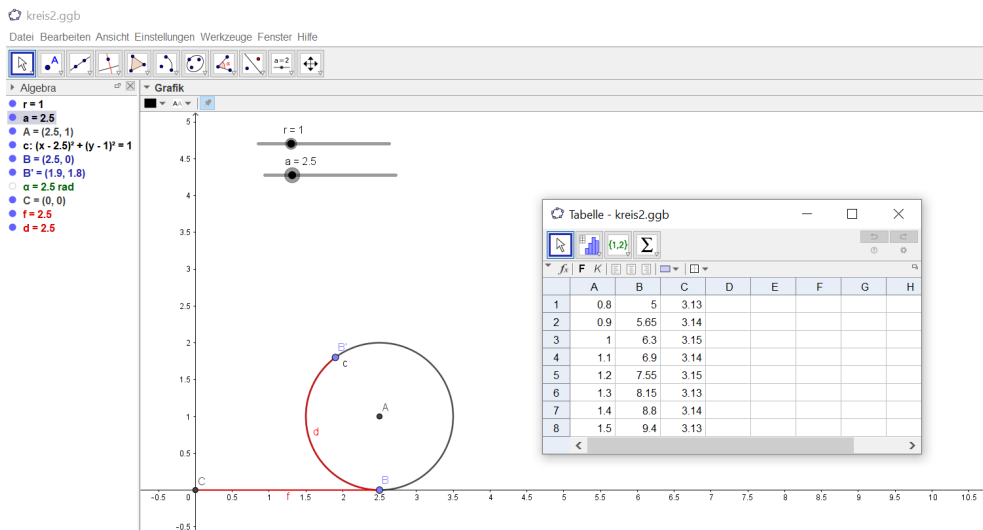 kreis2.ggb
Datei Bearbeiten Ansicht Einstellungen Werkzeuge Fenster Hilfe
A
a=2
Algebra
Grafik
AA
r = 1
a = 2.5
A = (2.5, 1)
c: (x - 2.5)² + (y - 1)² = 1
B = (2.5, 0)
B' = (1.9, 1.8)
α = 2.5 rad
C = (0, 0)
f = 2.5
d = 2.5
r = 1
a = 2.5
5
4.5
4
3.5
3
2.5
2
1.5
1
0.5
-0.5
B'
c
A
d
B
C
f
-0.5 0 0.5 1 1.5 2 2.5 3 3.5 4 4.5 5 5.5 6 6.5 7 7.5 8 8.5 9 9.5 10 10.5
Tabelle - kreis2.ggb
{1,2} Σ
fx F K
A B C D E F G H
1 0.8 5 3.13
2 0.9 5.65 3.14
3 1 6.3 3.15
4 1.1 6.9 3.14
5 1.2 7.55 3.15
6 1.3 8.15 3.13
7 1.4 8.8 3.14
8 1.5 9.4 3.13